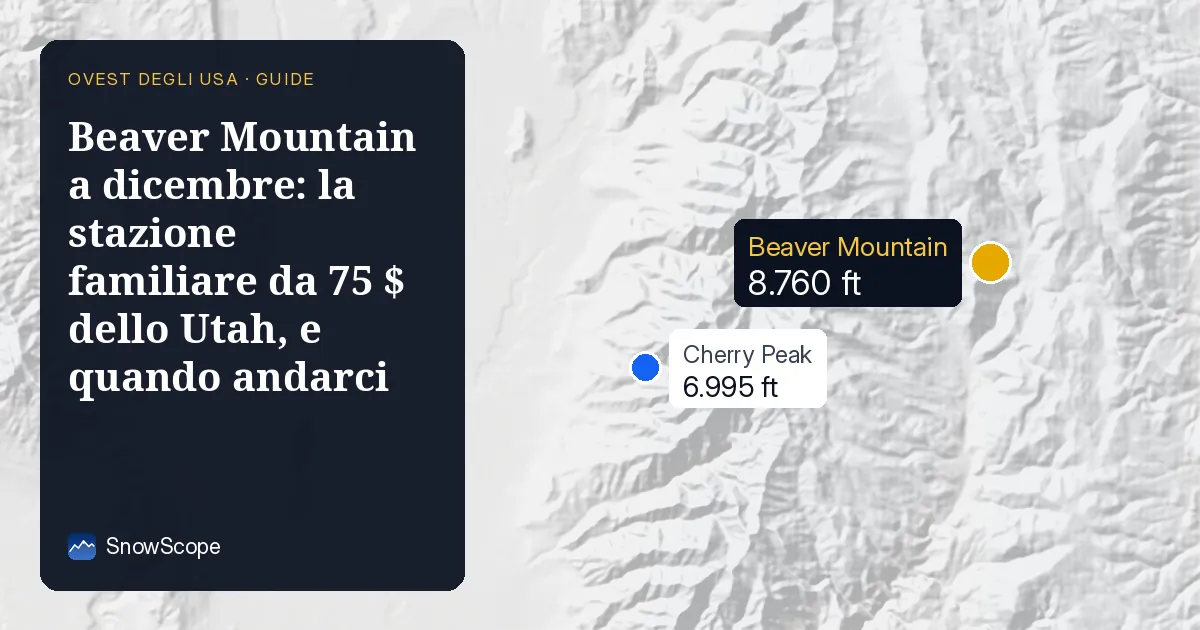 OVEST DEGLI USA · GUIDE
Beaver Mountain
a dicembre: la
stazione
familiare da 75 $
dello Utah, e
quando andarci
SnowScope
Beaver Mountain
8.760 ft
Cherry Peak
6.995 ft